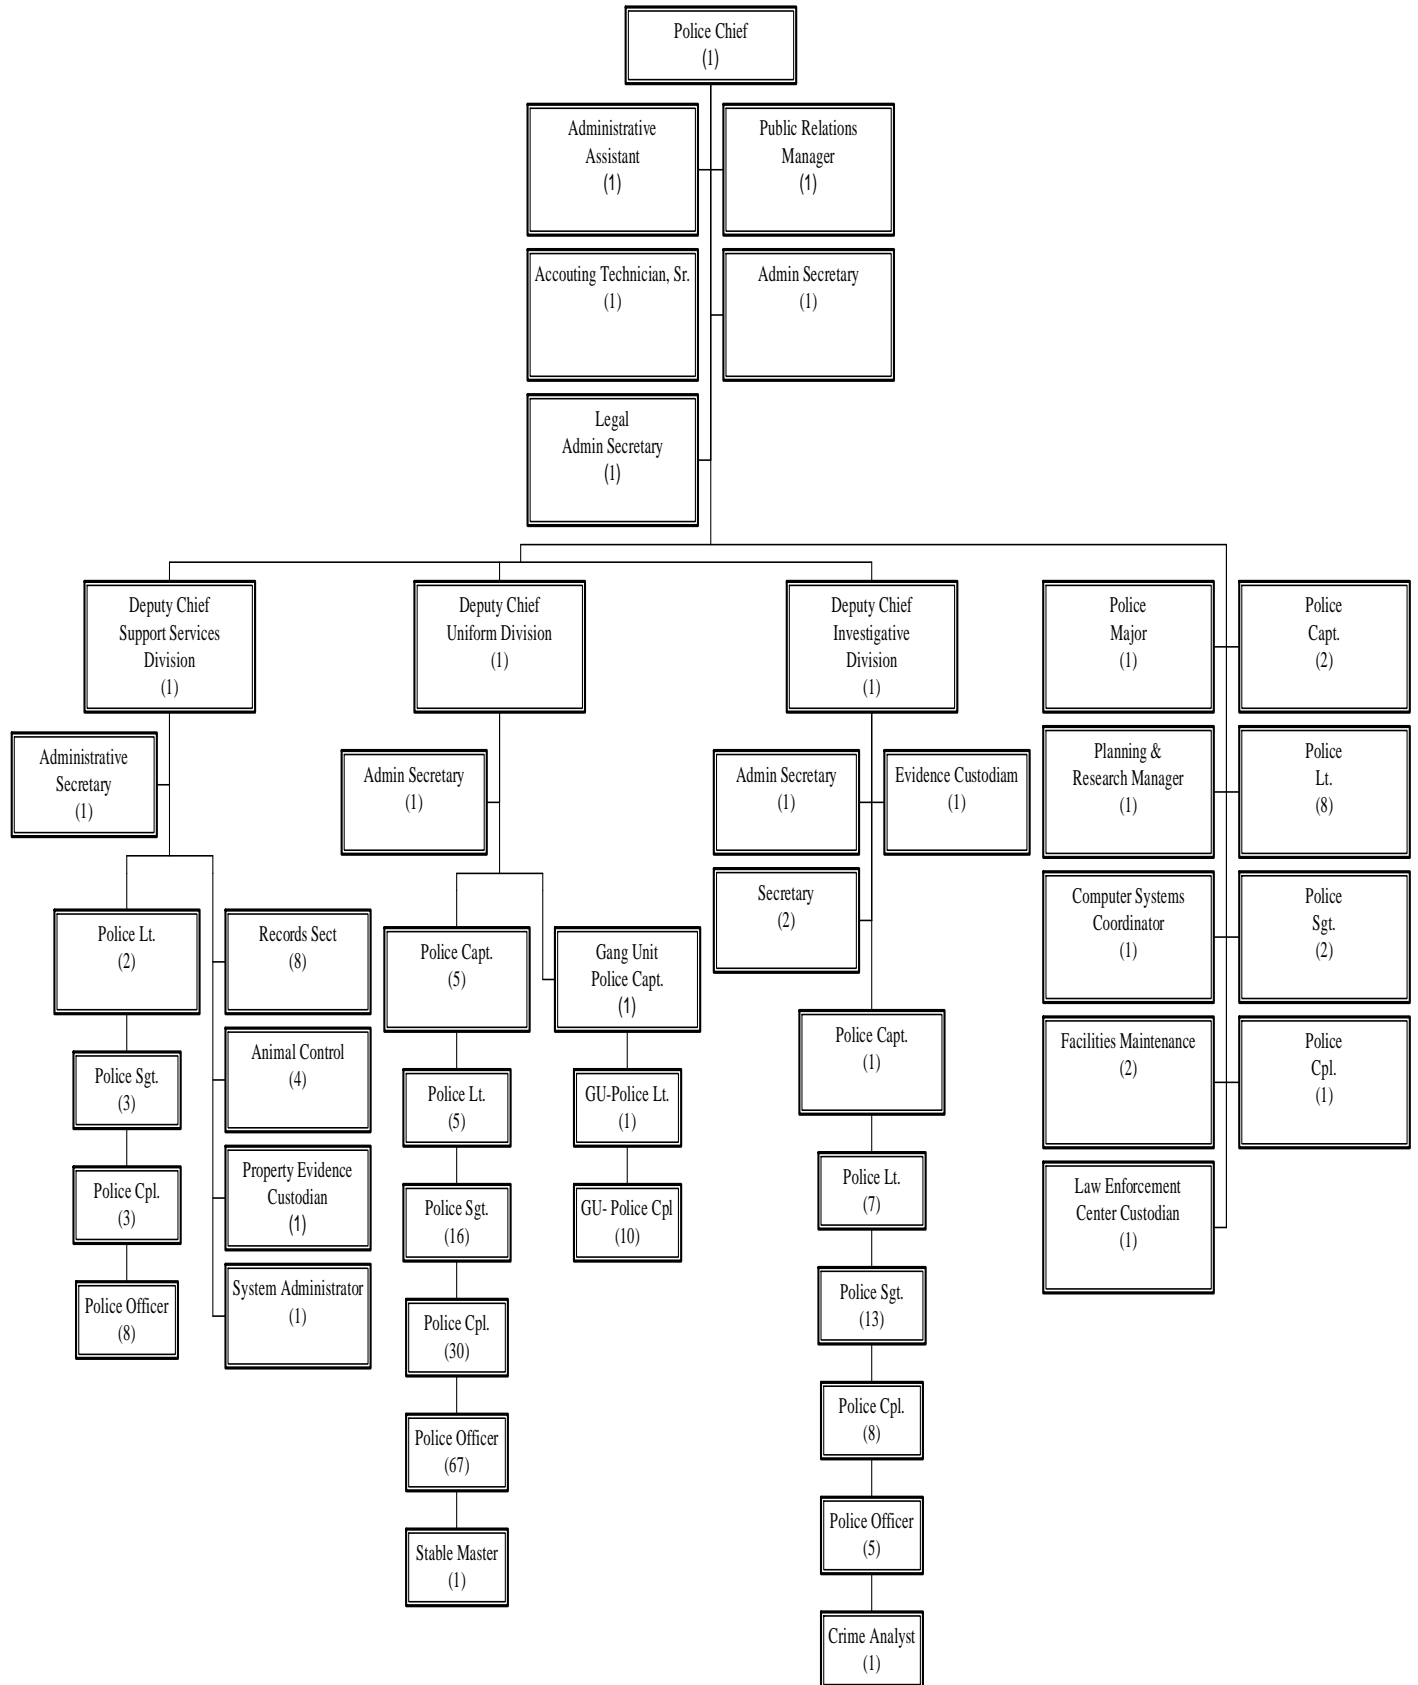 Police Chief
(1)
Administrative
Assistant
(1)
Public Relations
Manager
(1)
Accouting Technician, Sr.
(1)
Admin Secretary
(1)
Legal
Admin Secretary
(1)
Deputy Chief
Support Services
Division
(1)
Administrative
Secretary
(1)
Police Lt.
(2)
Police Sgt.
(3)
Police Cpl.
(3)
Police Officer
(8)
Records Sect
(8)
Animal Control
(4)
Property Evidence
Custodian
(1)
System Administrator
(1)
Deputy Chief
Uniform Division
(1)
Admin Secretary
(1)
Police Capt.
(5)
Police Lt.
(5)
Police Sgt.
(16)
Police Cpl.
(30)
Police Officer
(67)
Stable Master
(1)
Gang Unit
Police Capt.
(1)
GU-Police Lt.
(1)
GU- Police Cpl
(10)
Deputy Chief
Investigative
Division
(1)
Admin Secretary
(1)
Evidence Custodiam
(1)
Secretary
(2)
Police Capt.
(1)
Police Lt.
(7)
Police Sgt.
(13)
Police Cpl.
(8)
Police Officer
(5)
Crime Analyst
(1)
Police
Major
(1)
Police
Capt.
(2)
Planning &
Research Manager
(1)
Police
Lt.
(8)
Computer Systems
Coordinator
(1)
Police
Sgt.
(2)
Facilities Maintenance
(2)
Police
Cpl.
(1)
Law Enforcement
Center Custodian
(1)